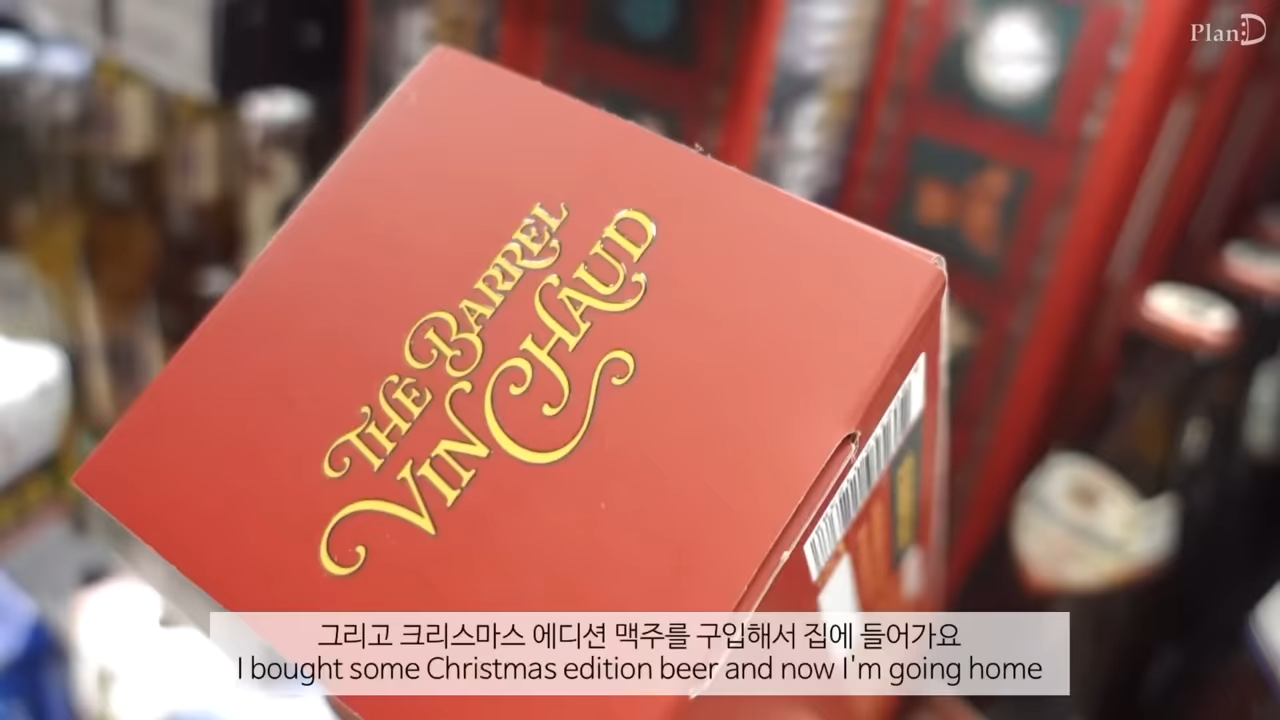 Plan:D
THE BARREL
VIN CHAUD
그리고 크리스마스 에디션 맥주를 구입해서 집에 들어가요
I bought some Christmas edition beer and now I'm going home